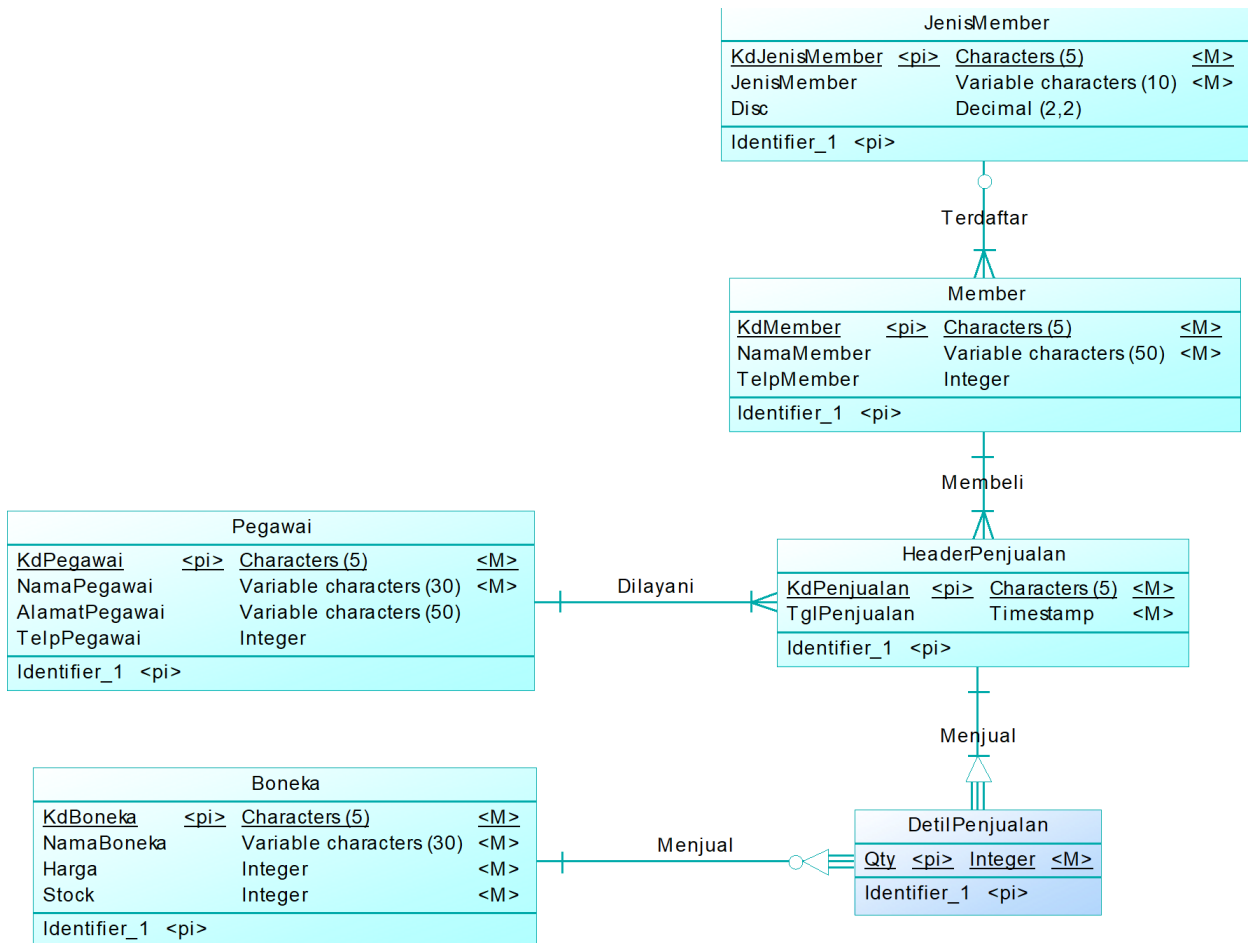 JenisMember
KdJenisMember <pi> Characters (5) <M>
JenisMember Variable characters (10) <M>
Disc Decimal (2,2)
Identifier_1 <pi>
Terdaftar
Member
KdMember <pi> Characters (5) <M>
NamaMember Variable characters (50) <M>
TelpMember Integer
Identifier_1 <pi>
Membeli
Pegawai
KdPegawai <pi> Characters (5) <M>
NamaPegawai Variable characters (30) <M>
AlamatPegawai Variable characters (50)
TelpPegawai Integer
Identifier_1 <pi>
Dilayani
HeaderPenjualan
KdPenjualan <pi> Characters (5) <M>
TglPenjualan Timestamp <M>
Identifier_1 <pi>
Menjual
Boneka
KdBoneka <pi> Characters (5) <M>
NamaBoneka Variable characters (30) <M>
Harga Integer <M>
Stock Integer <M>
Identifier_1 <pi>
Menjual
DetilPenjualan
Qty <pi> Integer <M>
Identifier_1 <pi>